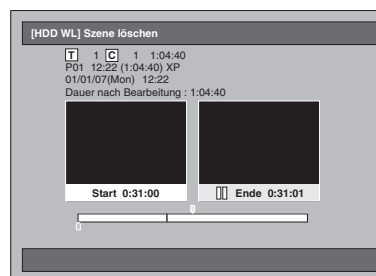 [HDD WL] Szene löschen
T 1 C 1 1:04:40
P01 12:22 (1:04:40) XP
01/01/07(Mon) 12:22
Dauer nach Bearbeitung : 1:04:40
Start 0:31:00
Ende 0:31:01